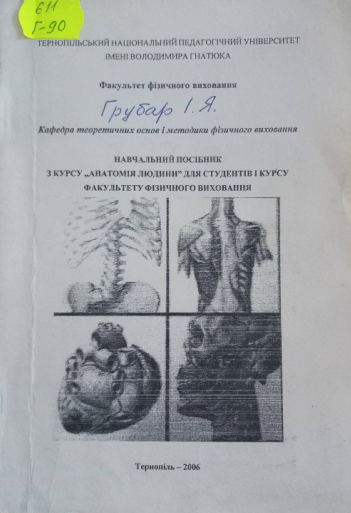 611
Г-90
ТЕРНОПІЛЬСЬКИЙ НАЦІОНАЛЬНИЙ ПЕДАГОГІЧНИЙ УНІВЕРСИТЕТ
ІМЕНІ ВОЛОДИМИРА ГНАТЮКА
Факультет фізичного виховання
Грубар І. Я.
Кафедра теоретичних основ і методики фізичного виховання
НАВЧАЛЬНИЙ ПОСІБНИК
З КУРСУ „АНАТОМІЯ ЛЮДИНИ” ДЛЯ СТУДЕНТІВ І КУРСУ
ФАКУЛЬТЕТУ ФІЗИЧНОГО ВИХОВАННЯ
Тернопіль – 2006